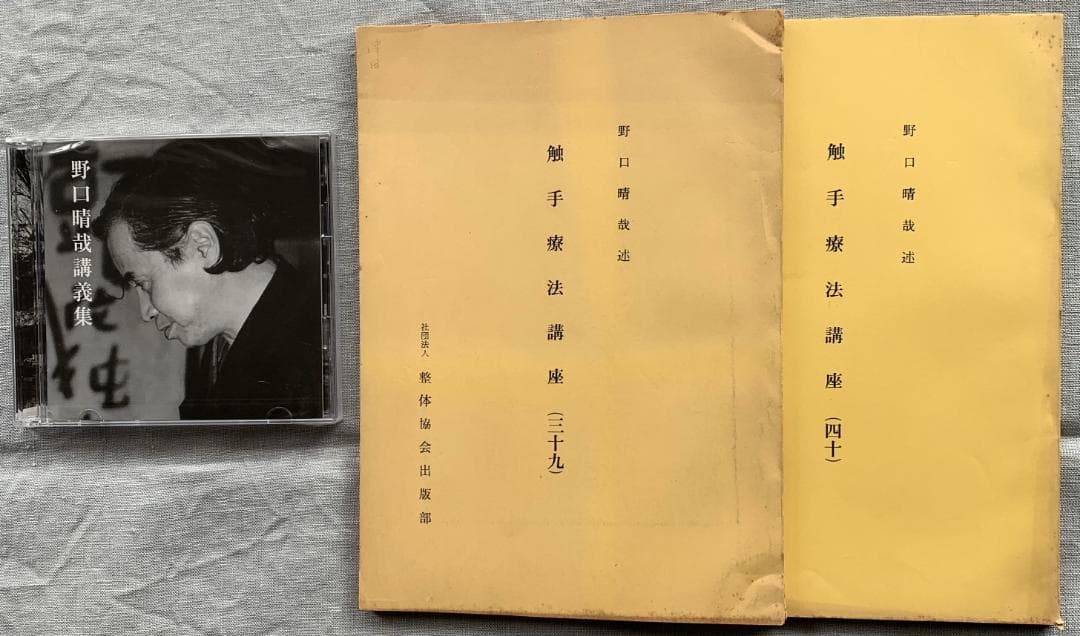 野口晴哉講義集
野口晴哉述
触手療法講座(三十九)
社団法人 整体協会出版部
野口晴哉述
触手療法講座(四十)